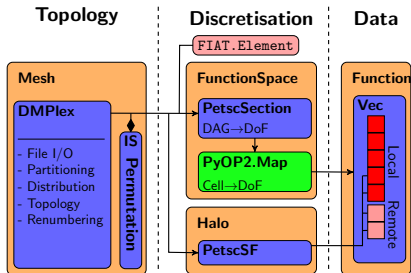 Topology
Discretisation
Data
FIAT.Element
Mesh
DMPlex
- File I/O
- Partitioning
- Distribution
- Topology
- Renumbering
IS
Permutation
FunctionSpace
PetscSection
DAG→DoF
PyOP2.Map
Cell→DoF
Halo
PetscSF
Function
Vec
Local
Remote